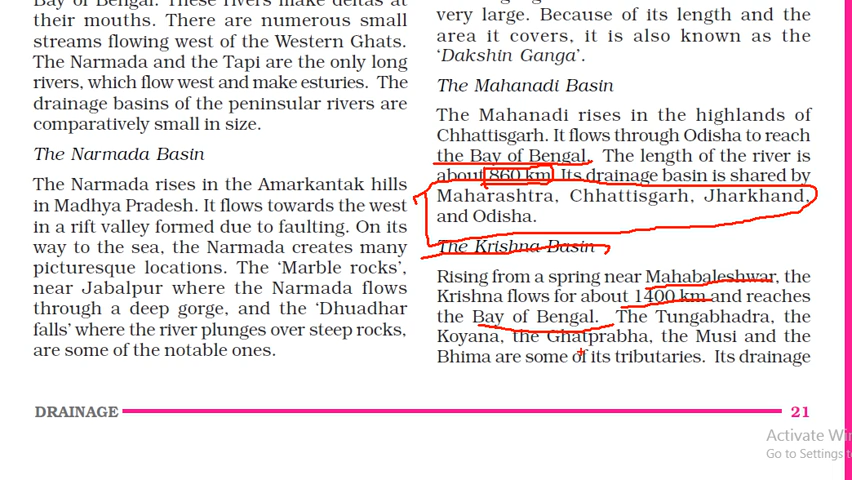 Bay of Bengal. These rivers make deltas at
their mouths. There are numerous small
streams flowing west of the Western Ghats.
The Narmada and the Tapi are the only long
rivers, which flow west and make esturies. The
drainage basins of the peninsular rivers are
comparatively small in size.
The Narmada Basin
The Narmada rises in the Amarkantak hills
in Madhya Pradesh. It flows towards the west
in a rift valley formed due to faulting. On its
way to the sea, the Narmada creates many
picturesque locations. The 'Marble rocks',
near Jabalpur where the Narmada flows
through a deep gorge, and the 'Dhuadhar
falls' where the river plunges over steep rocks,
are some of the notable ones.
very large. Because of its length and the
area it covers, it is also known as the
'Dakshin Ganga'.
The Mahanadi Basin
The Mahanadi rises in the highlands of
Chhattisgarh. It flows through Odisha to reach
the Bay of Bengal. The length of the river is
about 860 km. Its drainage basin is shared by
Maharashtra, Chhattisgarh, Jharkhand,
and Odisha.
The Krishna Basin
Rising from a spring near Mahabaleshwar, the
Krishna flows for about 1400 km and reaches
the Bay of Bengal. The Tungabhadra, the
Koyana, the Ghatprabha, the Musi and the
Bhima are some of its tributaries. Its drainage
DRAINAGE 21
Activate
Go to Settings